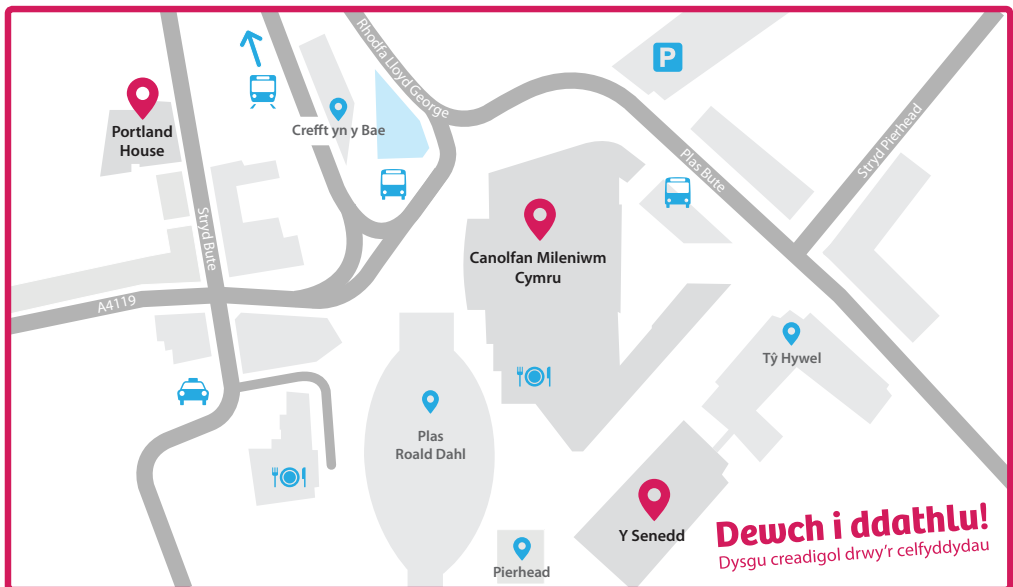 Rhodfa Lloyd George
P
Portland
House
Crefft yn y Bae
Stryd Pierhead
Plas Bute
Stryd Bute
Canolfan Mileniwm
Cymru
A4119
Tŷ Hywel
Plas
Roald Dahl
Y Senedd
Pierhead
Dewch i ddathlu!
Dysgu creadigol drwy'r celfyddydau